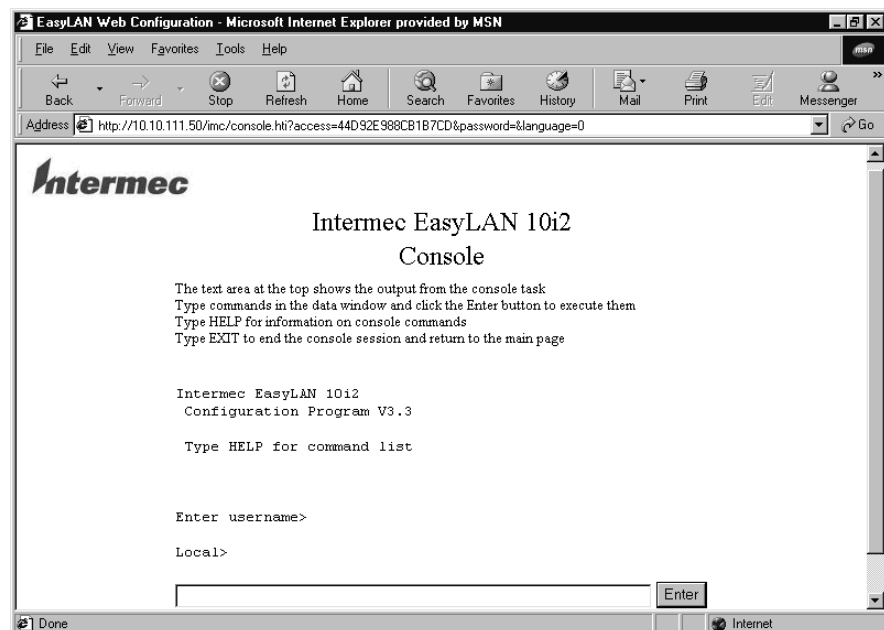 EasyLAN Web Configuration - Microsoft Internet Explorer provided by MSN
File Edit View Favorites Tools Help
msn
Back Forward Stop Refresh Home Search Favorites History Mail Print Edit Messenger »
Address http://10.10.111.50/imc/console.hti?access=44D92E988CB1B7CD&password=&language=0 Go
Intermec
Intermec EasyLAN 10i2
Console
The text area at the top shows the output from the console task
Type commands in the data window and click the Enter button to execute them
Type HELP for information on console commands
Type EXIT to end the console session and return to the main page
Intermec EasyLAN 10i2
Configuration Program V3.3
Type HELP for command list
Enter username>
Local>
Enter
Done Internet